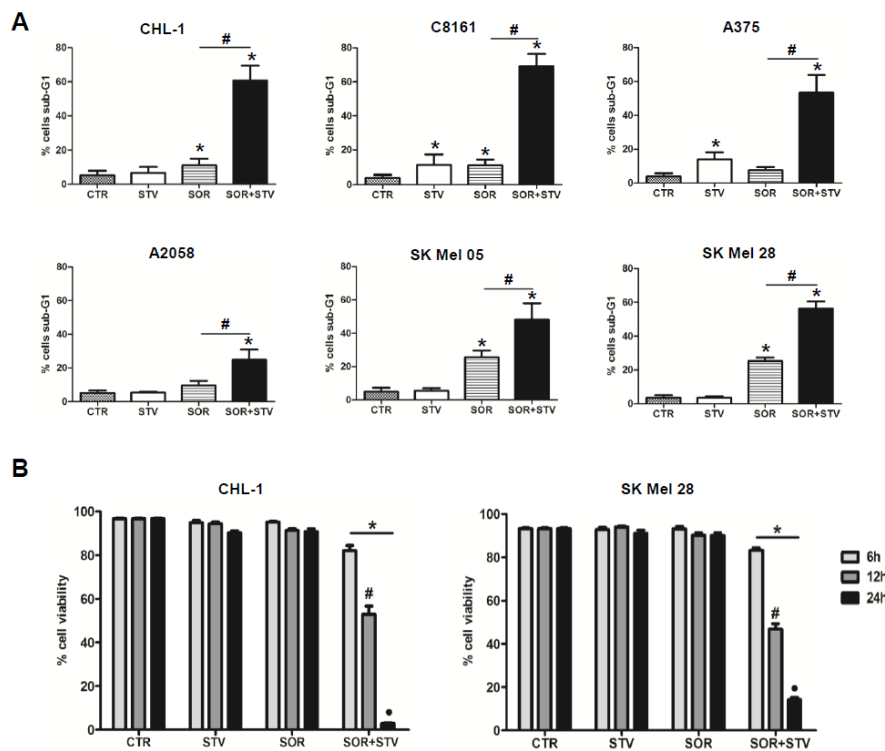 A
CHL-1
C8161
A375
#
*
*
#
*
*
*
#
*
*
% cells sub-G1
80
60
40
20
0
CTR STV SOR SOR+STV
% cells sub-G1
80
60
40
20
0
CTR STV SOR SOR+STV
% cells sub-G1
80
60
40
20
0
CTR STV SOR SOR+STV
A2058
SK Mel 05
SK Mel 28
#
*
#
*
*
#
*
*
% cells sub-G1
80
60
40
20
0
CTR STV SOR SOR+STV
% cells sub-G1
80
60
40
20
0
CTR STV SOR SOR+STV
% cells sub-G1
80
60
40
20
0
CTR STV SOR SOR+STV
B
CHL-1
SK Mel 28
% cell viability
100
80
60
40
20
0
*
#
CTR STV SOR SOR+STV
% cell viability
100
80
60
40
20
0
*
#
CTR STV SOR SOR+STV
6h
12h
24h